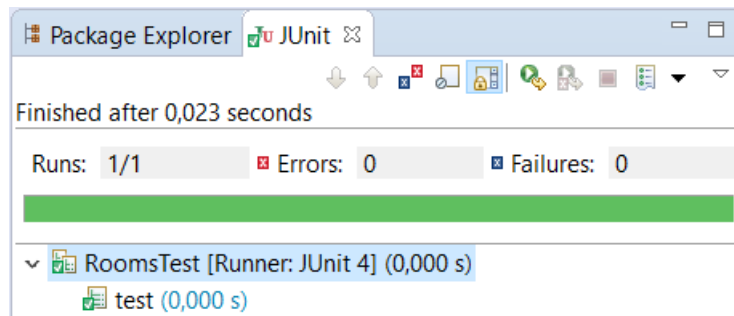 Package Explorer JUnit
Finished after 0,023 seconds
Runs: 1/1 Errors: 0 Failures: 0
RoomsTest [Runner: JUnit 4] (0,000 s)
test (0,000 s)